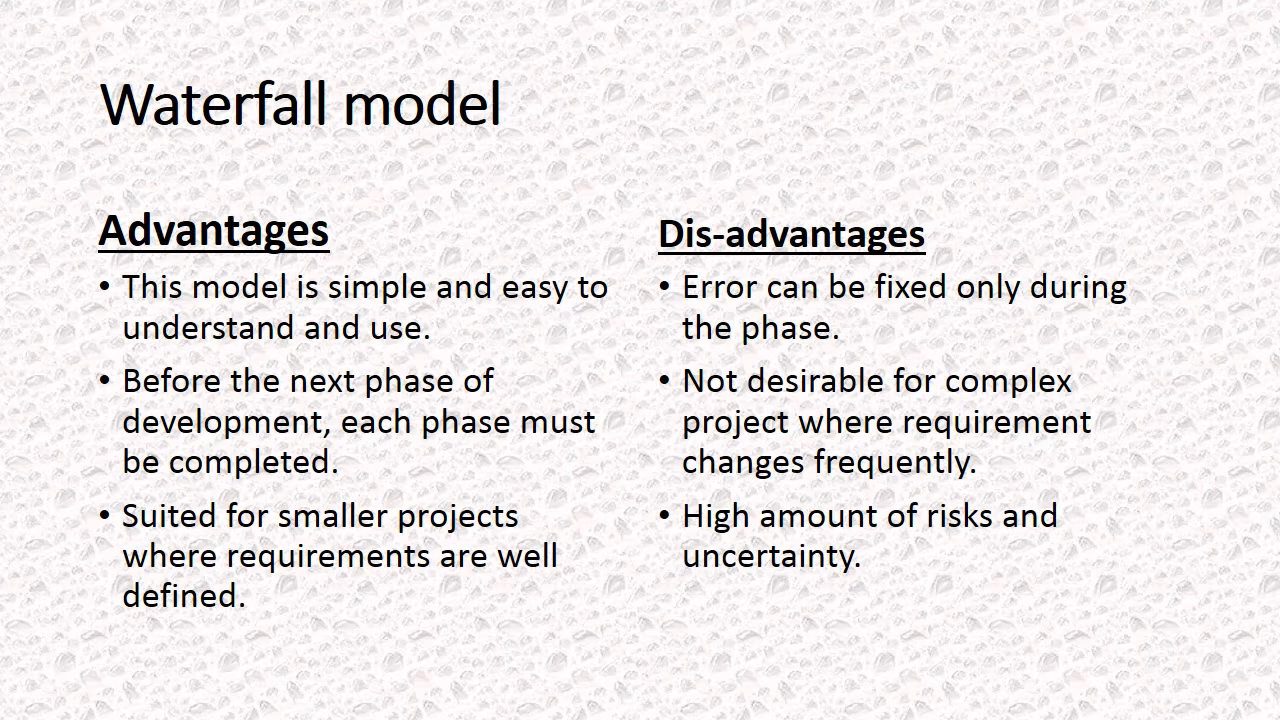 Waterfall model
Advantages
• This model is simple and easy to
understand and use.
• Before the next phase of
development, each phase must
be completed.
• Suited for smaller projects
where requirements are well
defined.
Dis-advantages
• Error can be fixed only during
the phase.
• Not desirable for complex
project where requirement
changes frequently.
• High amount of risks and
uncertainty.